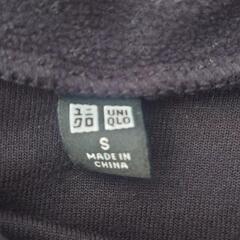 ユニ UNI
クロ QLO
S
MADE IN
CHINA